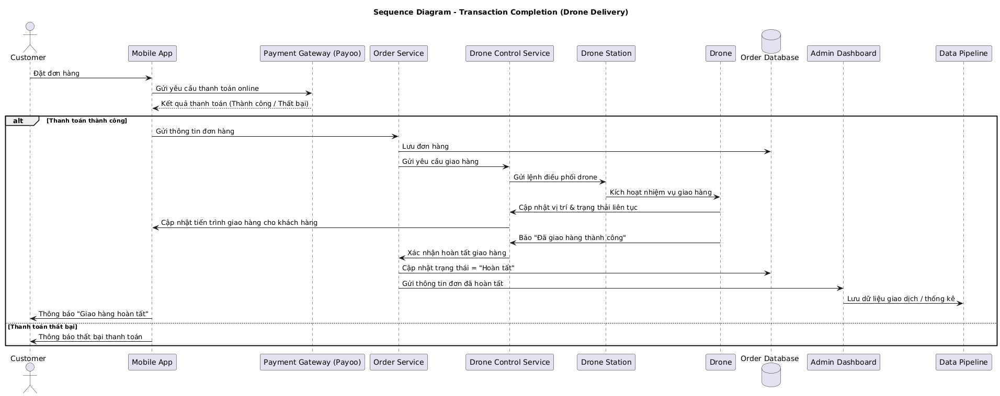 Sequence Diagram - Transaction Completion (Drone Delivery)
Customer
Mobile App
Payment Gateway (Payoo)
Order Service
Drone Control Service
Drone Station
Drone
Order Database
Admin Dashboard
Data Pipeline
Đặt đơn hàng
Gửi yêu cầu thanh toán online
Kết quả thanh toán (Thành công / Thất bại)
alt
[Thanh toán thành công]
Gửi thông tin đơn hàng
Lưu đơn hàng
Gửi yêu cầu giao hàng
Gửi lệnh điều phối drone
Kích hoạt nhiệm vụ giao hàng
Cập nhật vị trí & trạng thái liên tục
Cập nhật tiến trình giao hàng cho khách hàng
Báo "Đã giao hàng thành công"
Xác nhận hoàn tất giao hàng
Cập nhật trạng thái = "Hoàn tất"
Gửi thông tin đơn đã hoàn tất
Lưu dữ liệu giao dịch / thống kê
Thông báo "Giao hàng hoàn tất"
[Thanh toán thất bại]
Thông báo thất bại thanh toán
Customer
Mobile App
Payment Gateway (Payoo)
Order Service
Drone Control Service
Drone Station
Drone
Order Database
Admin Dashboard
Data Pipeline